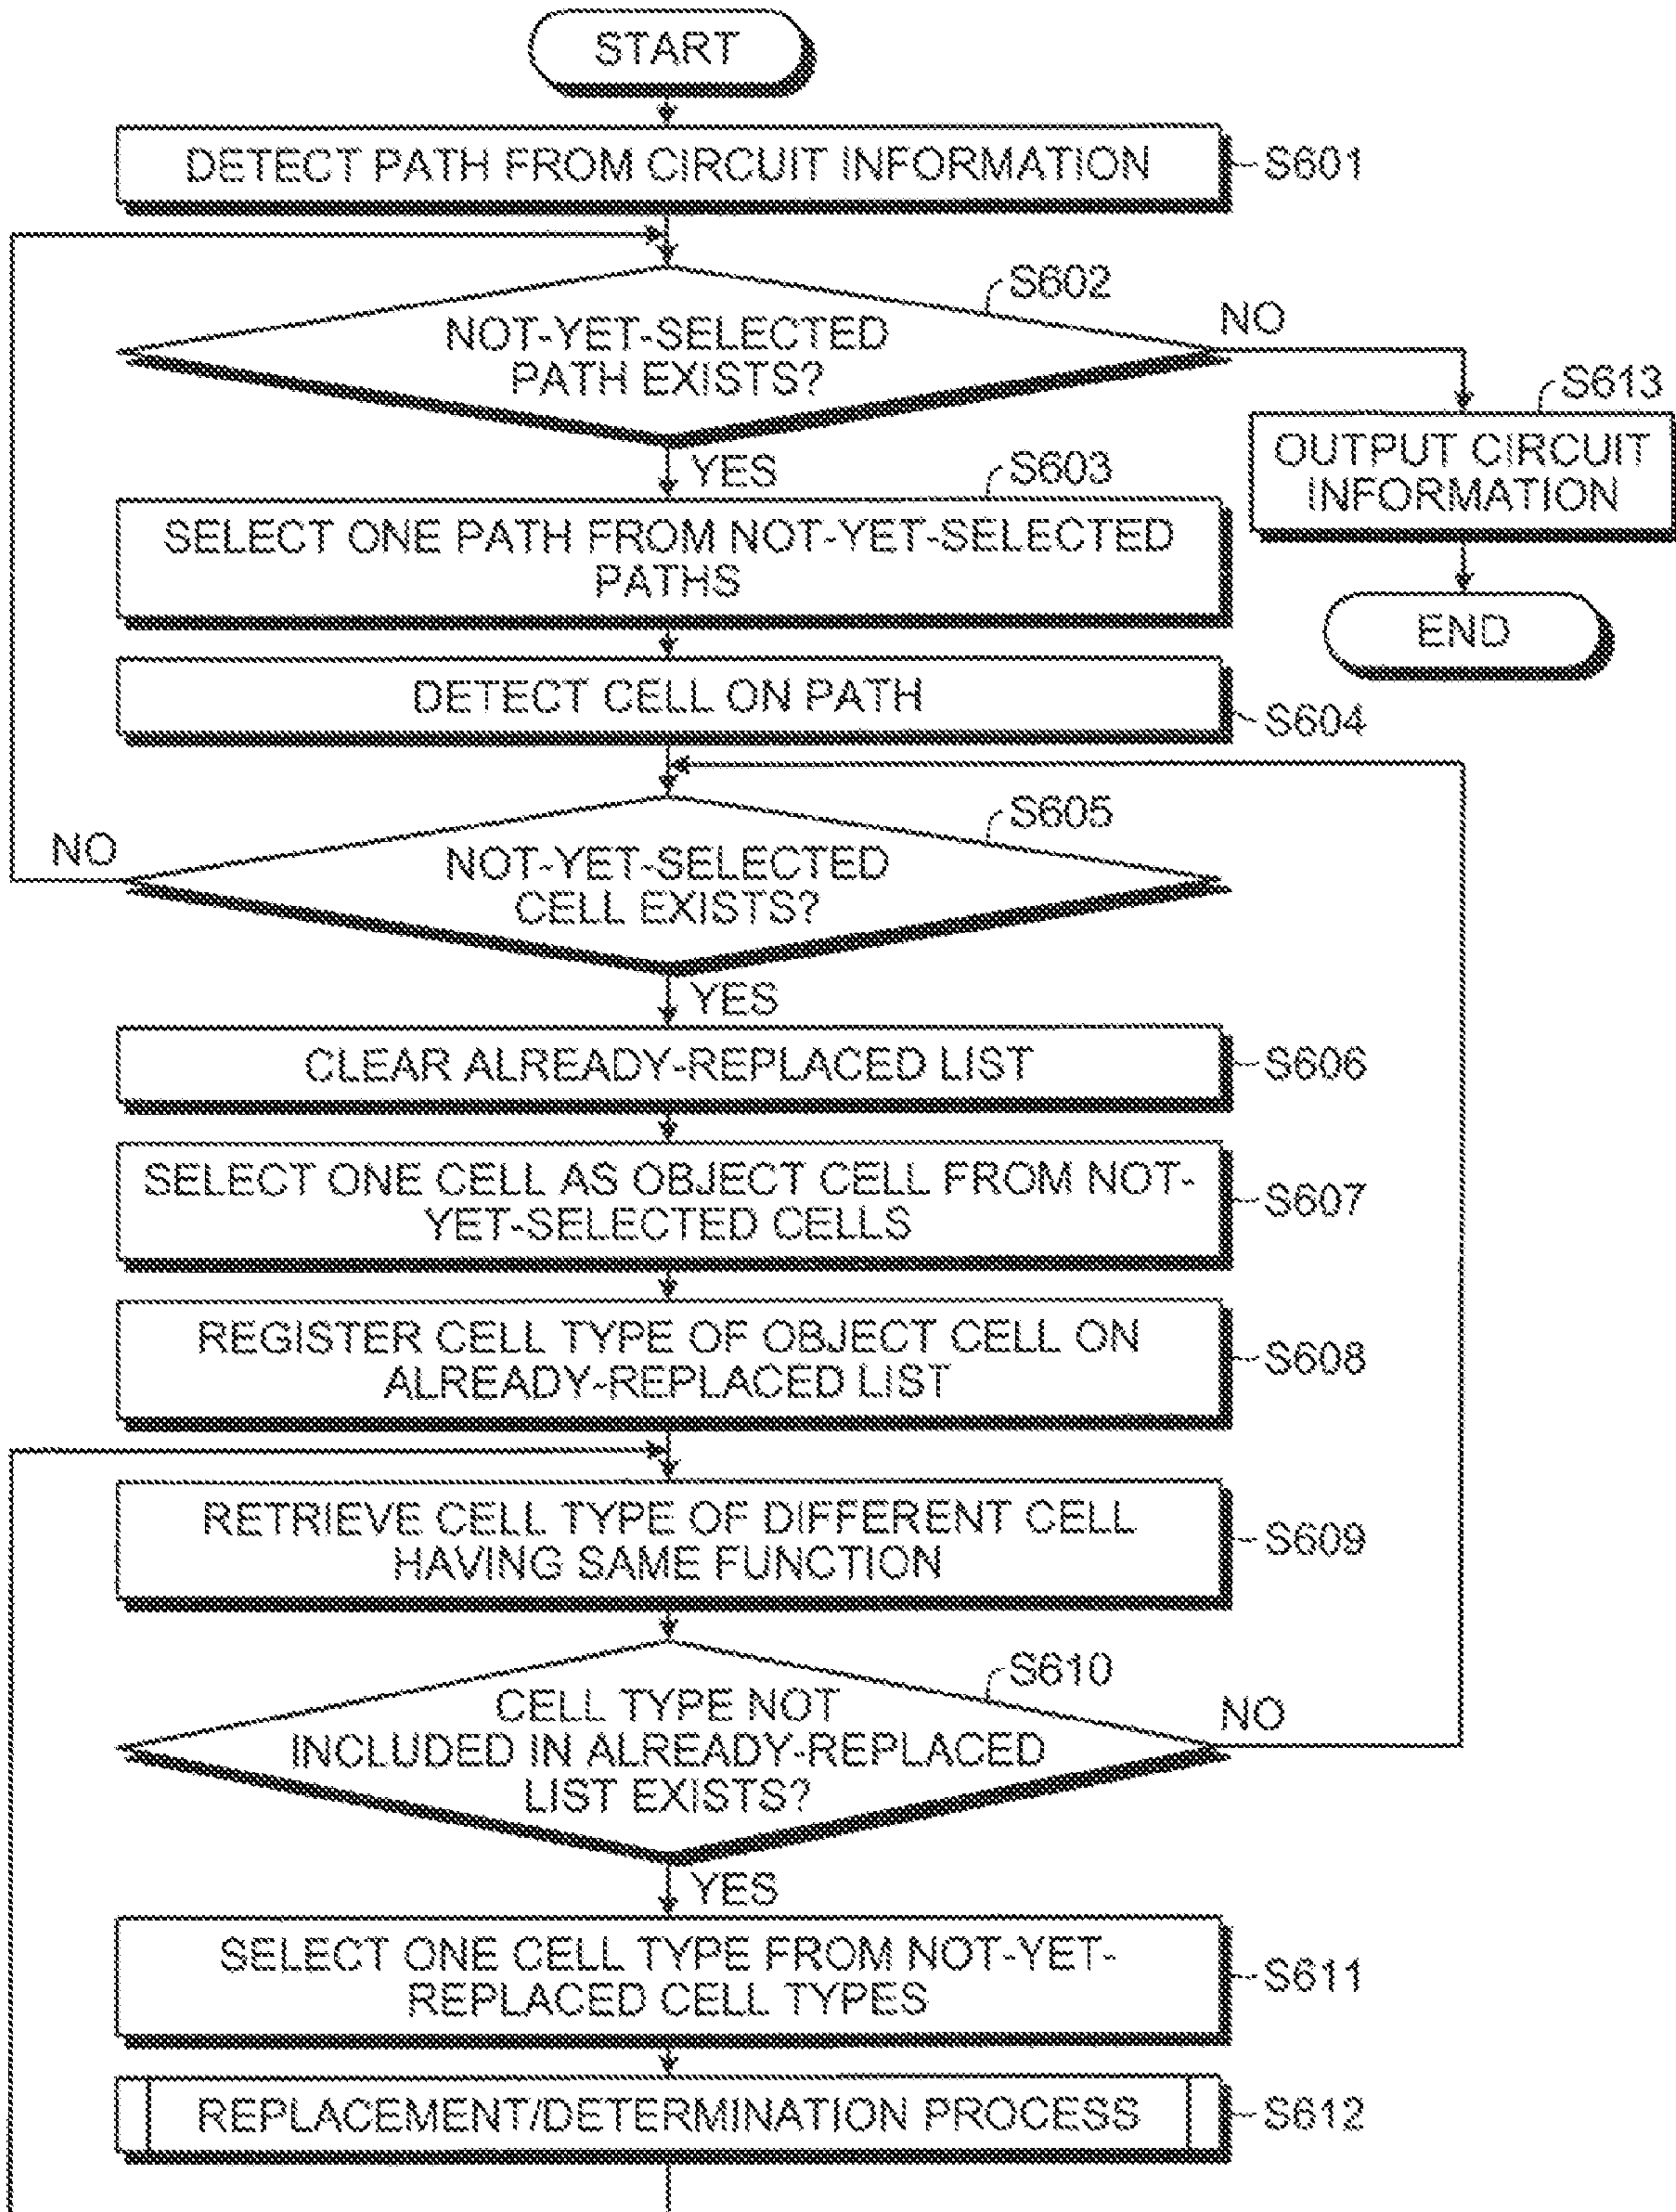 START
DETECT PATH FROM CIRCUIT INFORMATION
S601
S602
NOT-YET-SELECTED
PATH EXISTS?
NO
YES
S613
OUTPUT CIRCUIT
INFORMATION
END
S603
SELECT ONE PATH FROM NOT-YET-SELECTED
PATHS
DETECT CELL ON PATH
S604
S605
NO
NOT-YET-SELECTED
CELL EXISTS?
YES
CLEAR ALREADY-REPLACED LIST
S606
SELECT ONE CELL AS OBJECT CELL FROM NOT-
YET-SELECTED CELLS
S607
REGISTER CELL TYPE OF OBJECT CELL ON
ALREADY-REPLACED LIST
S608
RETRIEVE CELL TYPE OF DIFFERENT CELL
HAVING SAME FUNCTION
S609
S610
CELL TYPE NOT
INCLUDED IN ALREADY-REPLACED
LIST EXISTS?
NO
YES
SELECT ONE CELL TYPE FROM NOT-YET-
REPLACED CELL TYPES
S611
REPLACEMENT/DETERMINATION PROCESS
S612